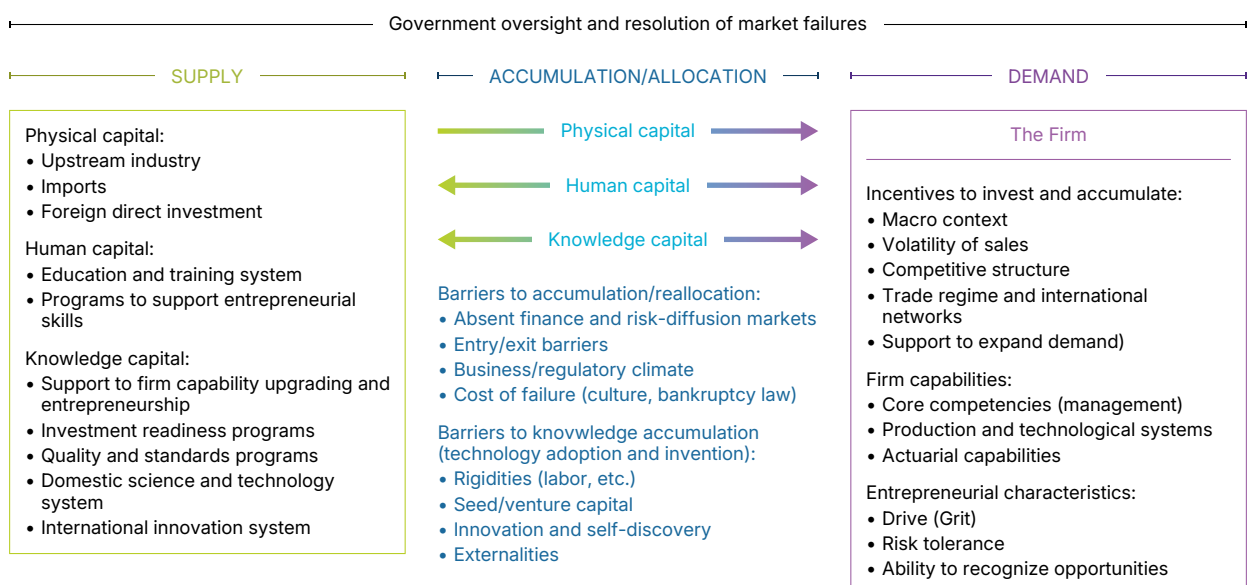 Government oversight and resolution of market failures
SUPPLY
Physical capital:
• Upstream industry
• Imports
• Foreign direct investment
Human capital:
• Education and training system
• Programs to support entrepreneurial
skills
Knowledge capital:
• Support to firm capability upgrading and
entrepreneurship
• Investment readiness programs
• Quality and standards programs
• Domestic science and technology
system
• International innovation system
ACCUMULATION/ALLOCATION
Physical capital
Human capital
Knowledge capital
Barriers to accumulation/reallocation:
• Absent finance and risk-diffusion markets
• Entry/exit barriers
• Business/regulatory climate
• Cost of failure (culture, bankruptcy law)
Barriers to knovwledge accumulation
(technology adoption and invention):
• Rigidities (labor, etc.)
• Seed/venture capital
• Innovation and self-discovery
• Externalities
DEMAND
The Firm
Incentives to invest and accumulate:
• Macro context
• Volatility of sales
• Competitive structure
• Trade regime and international
networks
• Support to expand demand)
Firm capabilities:
• Core competencies (management)
• Production and technological systems
• Actuarial capabilities
Entrepreneurial characteristics:
• Drive (Grit)
• Risk tolerance
• Ability to recognize opportunities